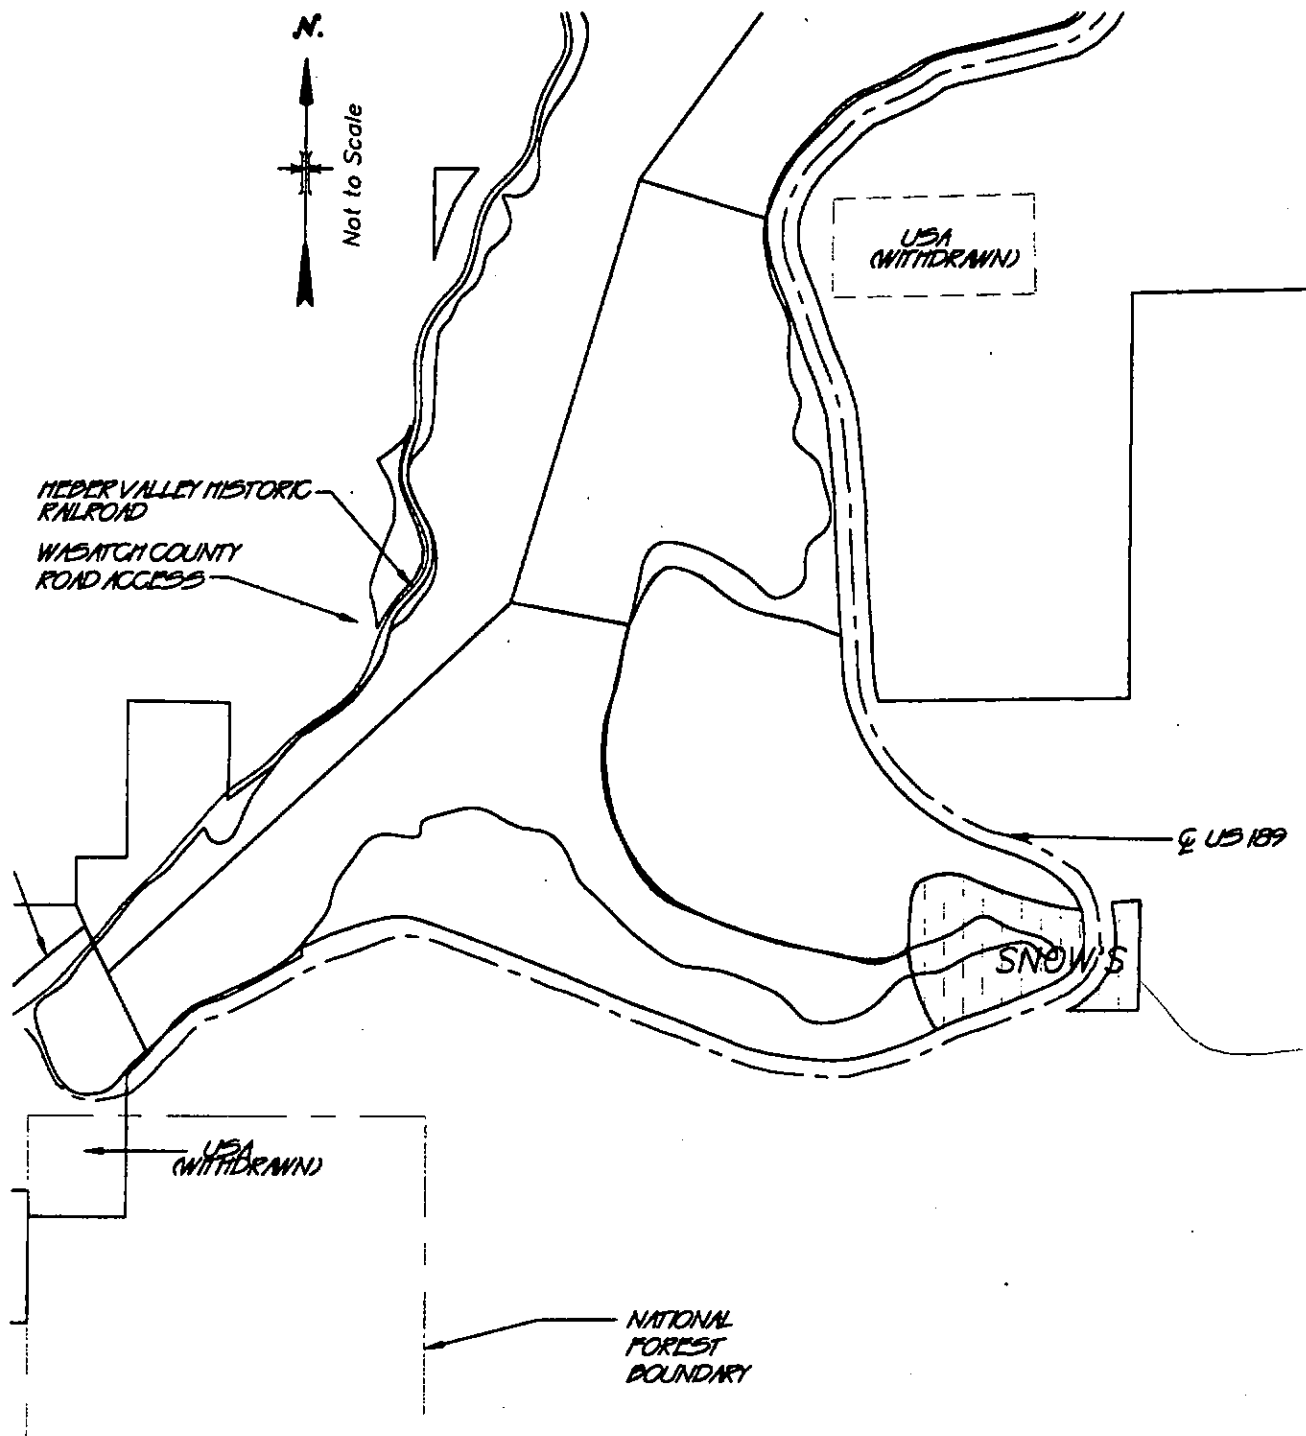 N.
Not to Scale
USA
(WITHDRAWN)
HEBER VALLEY HISTORIC
RAILROAD
WASATCH COUNTY
ROAD ACCESS
℄ US 189
SNOW'S
USA
(WITHDRAWN)
NATIONAL
FOREST
BOUNDARY